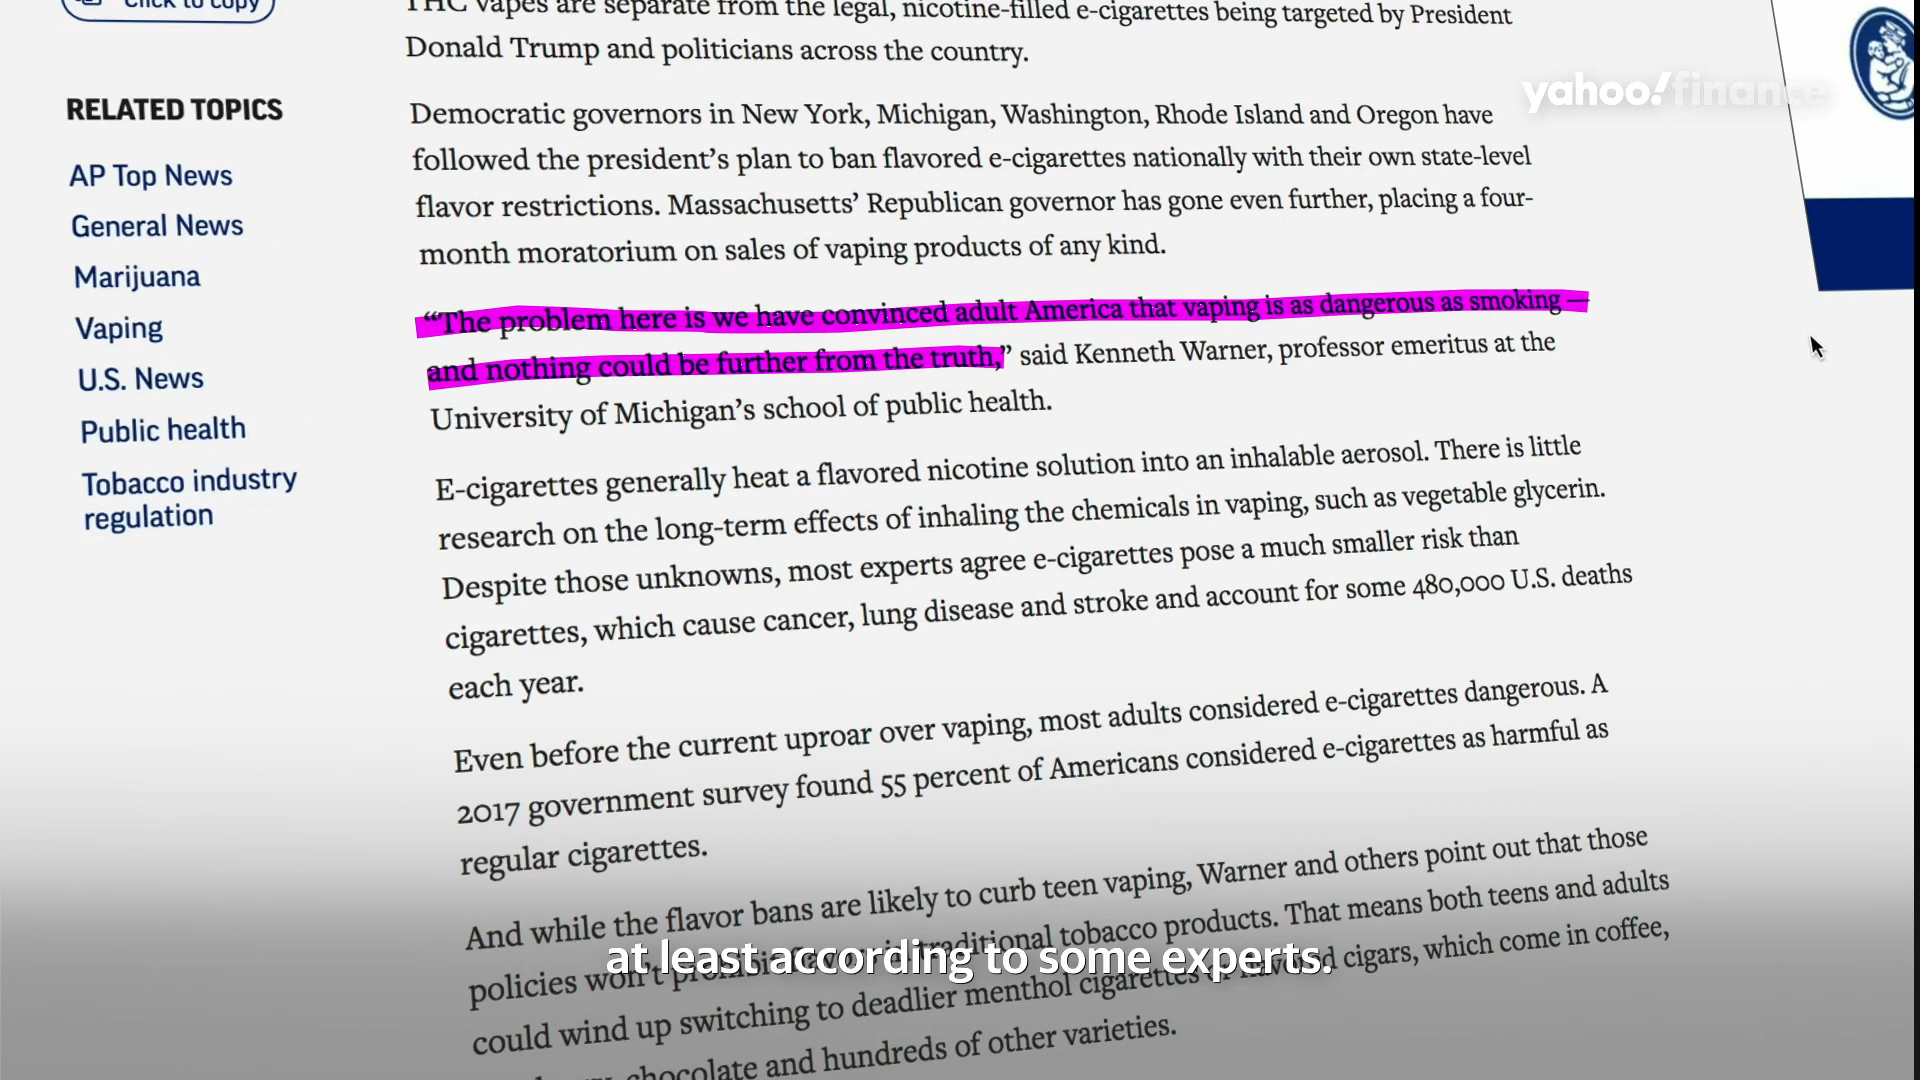 Click to copy
RELATED TOPICS
AP Top News
General News
Marijuana
Vaping
U.S. News
Public health
Tobacco industry
regulation
THC vapes are separate from the legal, nicotine-filled e-cigarettes being targeted by President
Donald Trump and politicians across the country.
Democratic governors in New York, Michigan, Washington, Rhode Island and Oregon have
followed the president’s plan to ban flavored e-cigarettes nationally with their own state-level
flavor restrictions. Massachusetts’ Republican governor has gone even further, placing a four-
month moratorium on sales of vaping products of any kind.
“‘The problem here is we have convinced adult America that vaping is as dangerous as smoking —
and nothing could be further from the truth,” said Kenneth Warner, professor emeritus at the
University of Michigan’s school of public health.
E-cigarettes generally heat a flavored nicotine solution into an inhalable aerosol. There is little
research on the long-term effects of inhaling the chemicals in vaping, such as vegetable glycerin.
Despite those unknowns, most experts agree e-cigarettes pose a much smaller risk than
cigarettes, which cause cancer, lung disease and stroke and account for some 480,000 U.S. deaths
each year.
Even before the current uproar over vaping, most adults considered e-cigarettes dangerous. A
2017 government survey found 55 percent of Americans considered e-cigarettes as harmful as
regular cigarettes.
And while the flavor bans are likely to curb teen vaping, Warner and others point out that those
policies won’t prohibit traditional tobacco products. That means both teens and adults
could wind up switching to deadlier menthol cigarettes or flavored cigars, which come in coffee,
chocolate and hundreds of other varieties.
yahoo!finance
at least according to some experts.